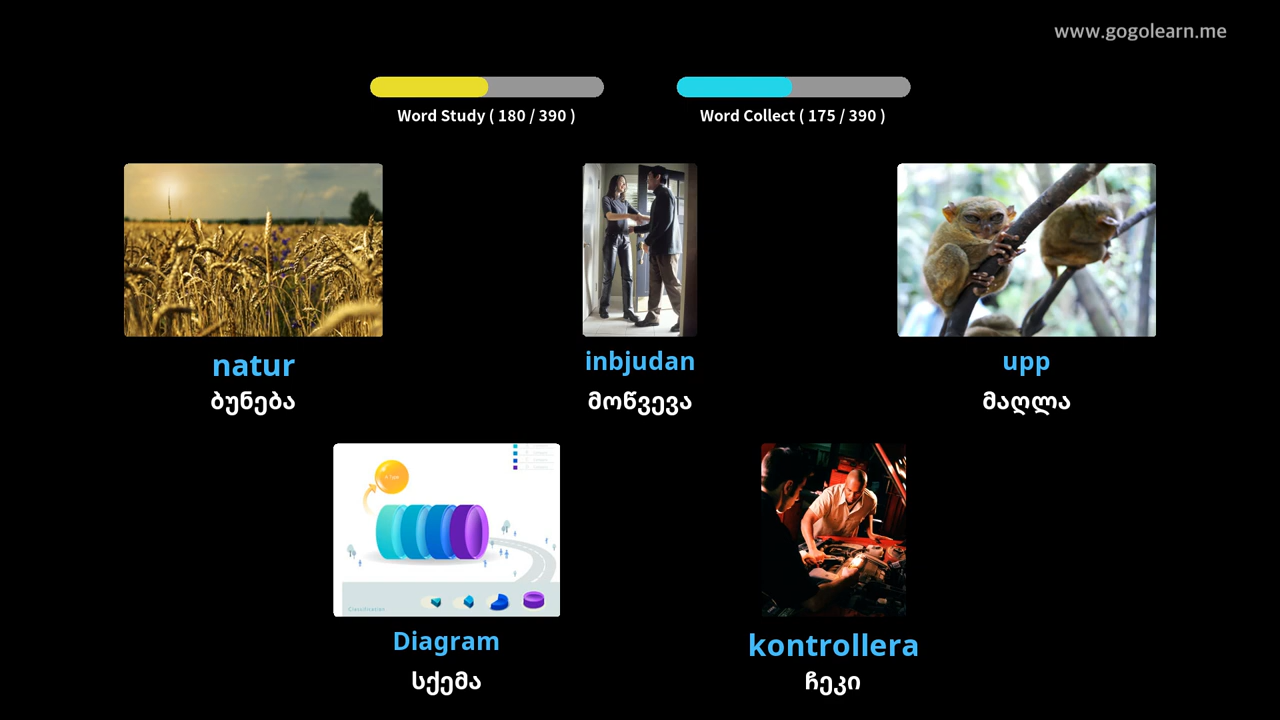 www.gogolearn.me
Word Study ( 180 / 390 )
Word Collect ( 175 / 390 )
natur
ბუნება
inbjudan
მოწვევა
upp
მაღლა
Diagram
სქემა
kontrollera
ჩეკი